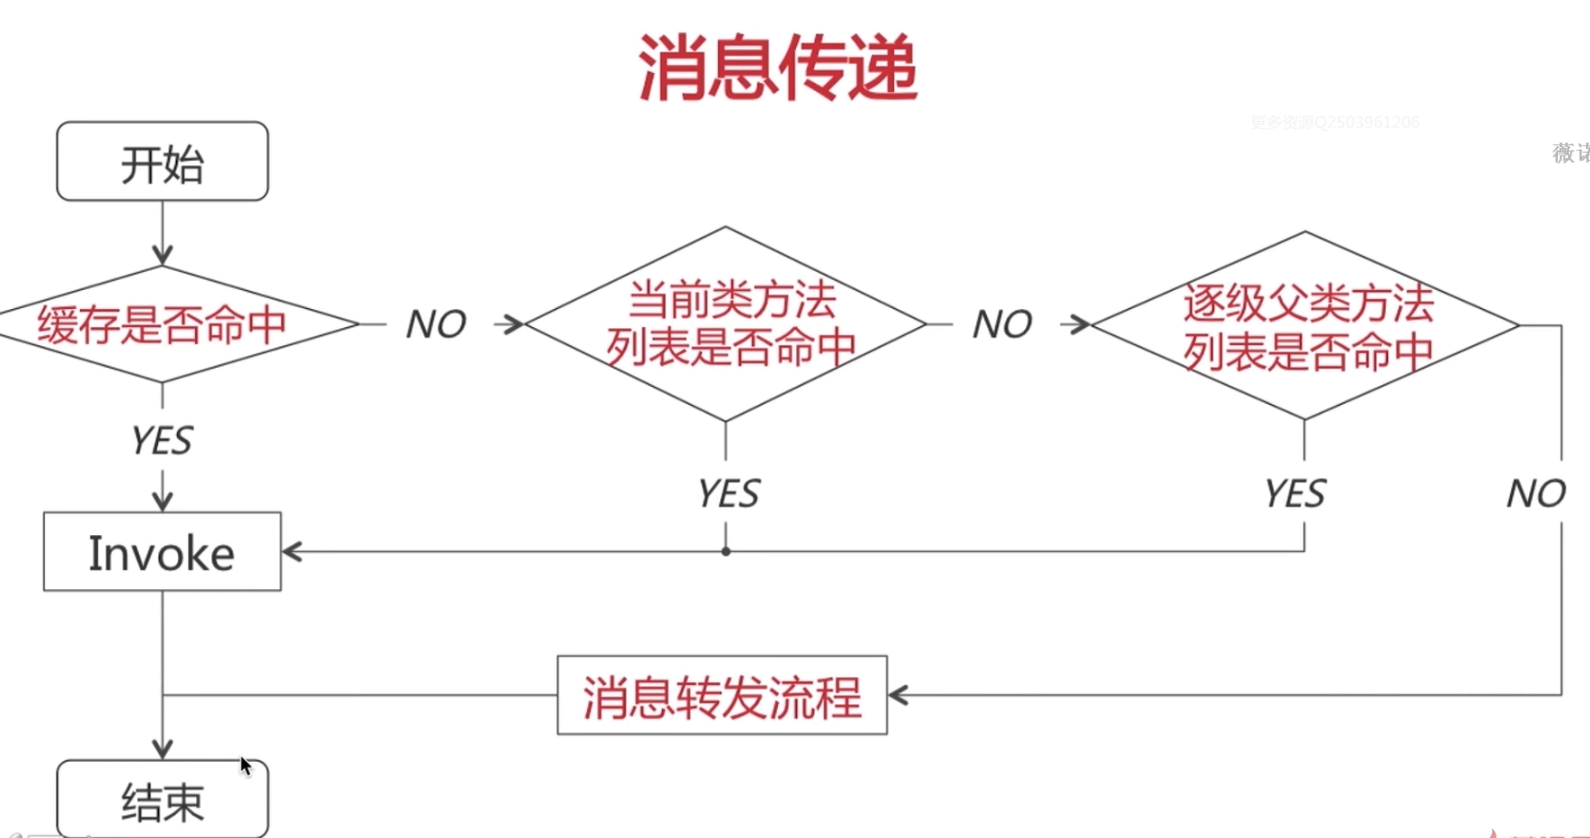 消息传递
更多资源QZ503961206
开始
缓存是否命中
NO
当前类方法
列表是否命中
NO
逐级父类方法
列表是否命中
YES
YES
YES
NO
Invoke
消息转发流程
结束